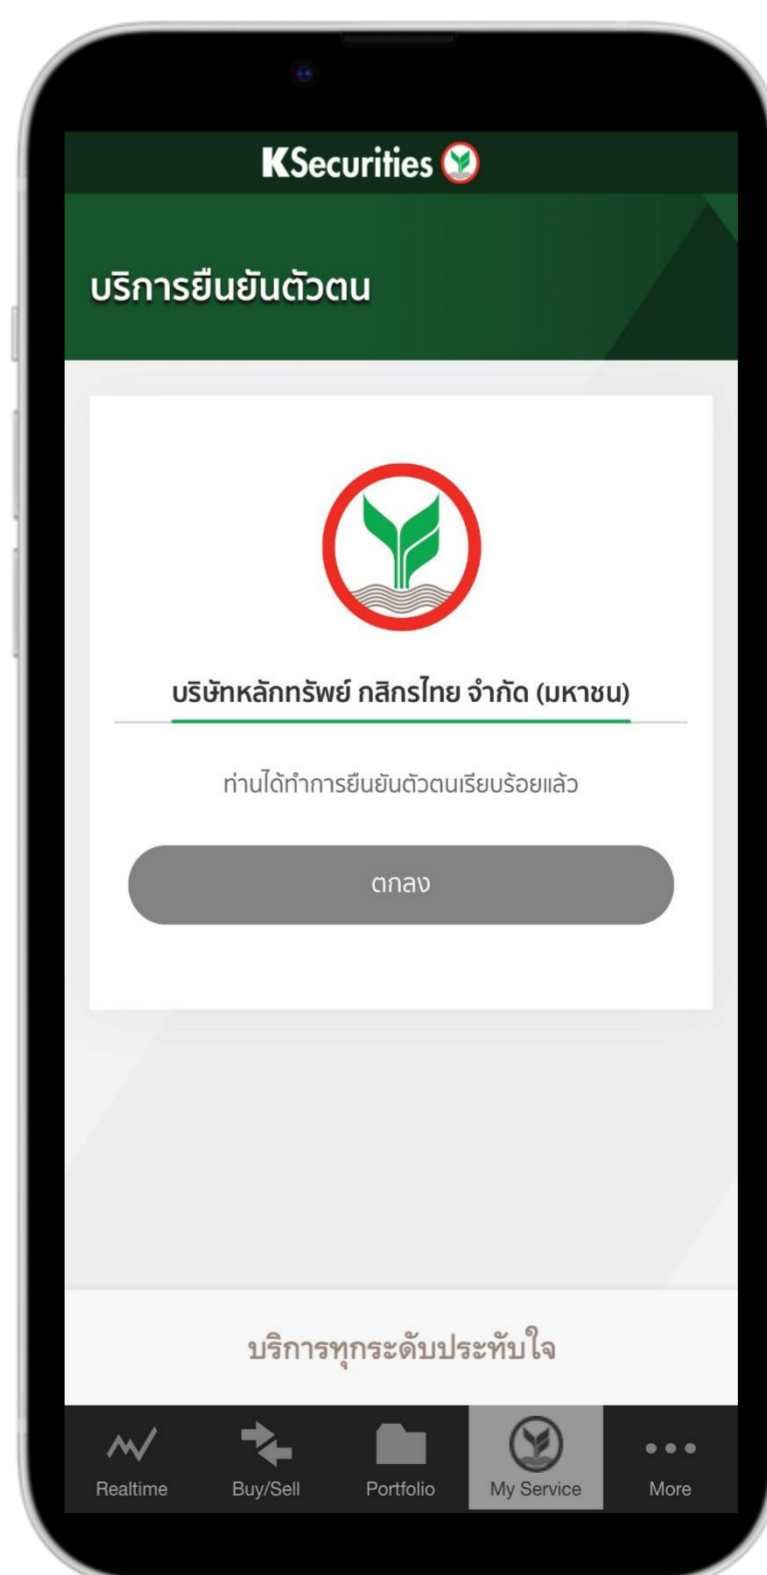 KSecurities
บริการยืนยันตัวตน
บริษัทหลักทรัพย์ กสิกรไทย จำกัด (มหาชน)
ท่านได้ทำการยืนยันตัวตนเรียบร้อยแล้ว
ตกลง
บริการทุกระดับประทับใจ
Realtime
Buy/Sell
Portfolio
My Service
More